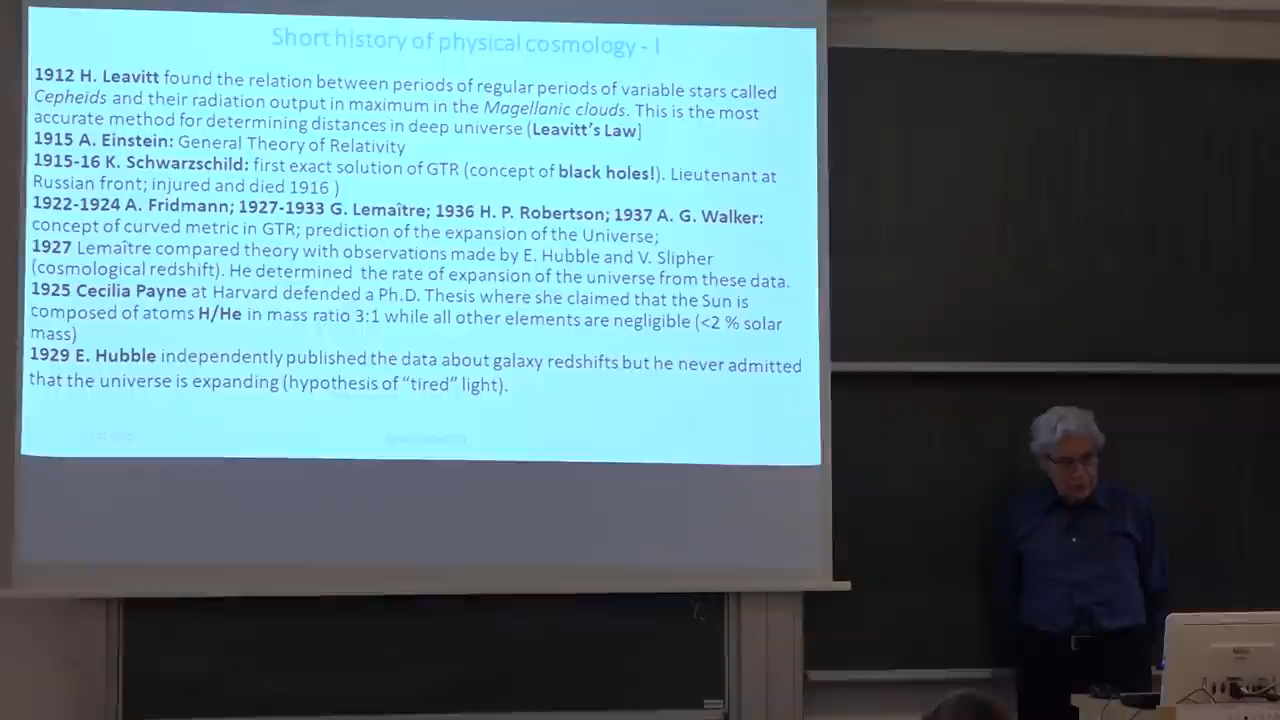 Short history of physical cosmology - I
1912 H. Leavitt found the relation between periods of regular periods of variable stars called
Cepheids and their radiation output in maximum in the Magellanic clouds. This is the most
accurate method for determining distances in deep universe (Leavitt's Law]
1915 A. Einstein: General Theory of Relativity
1915-16 K. Schwarzschild: first exact solution of GTR (concept of black holes!). Lieutenant at
Russian front; injured and died 1916 )
1922-1924 A. Fridmann; 1927-1933 G. Lemaître; 1936 H. P. Robertson; 1937 A. G. Walker:
concept of curved metric in GTR; prediction of the expansion of the Universe;
1927 Lemaître compared theory with observations made by E. Hubble and V. Slipher
(cosmological redshift). He determined the rate of expansion of the universe from these data.
1925 Cecilia Payne at Harvard defended a Ph.D. Thesis where she claimed that the Sun is
composed of atoms H/He in mass ratio 3:1 while all other elements are negligible (<2 % solar
mass)
1929 E. Hubble independently published the data about galaxy redshifts but he never admitted
that the universe is expanding (hypothesis of "tired" light).